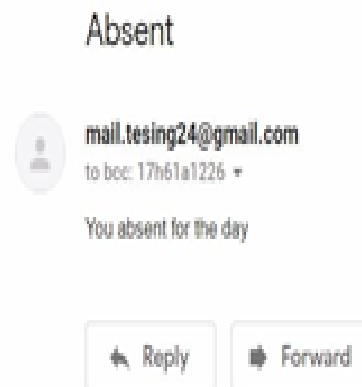 Absent
mail.tesing24@gmail.com
to bcc: 17h61a1226
You absent for the day
Reply Forward